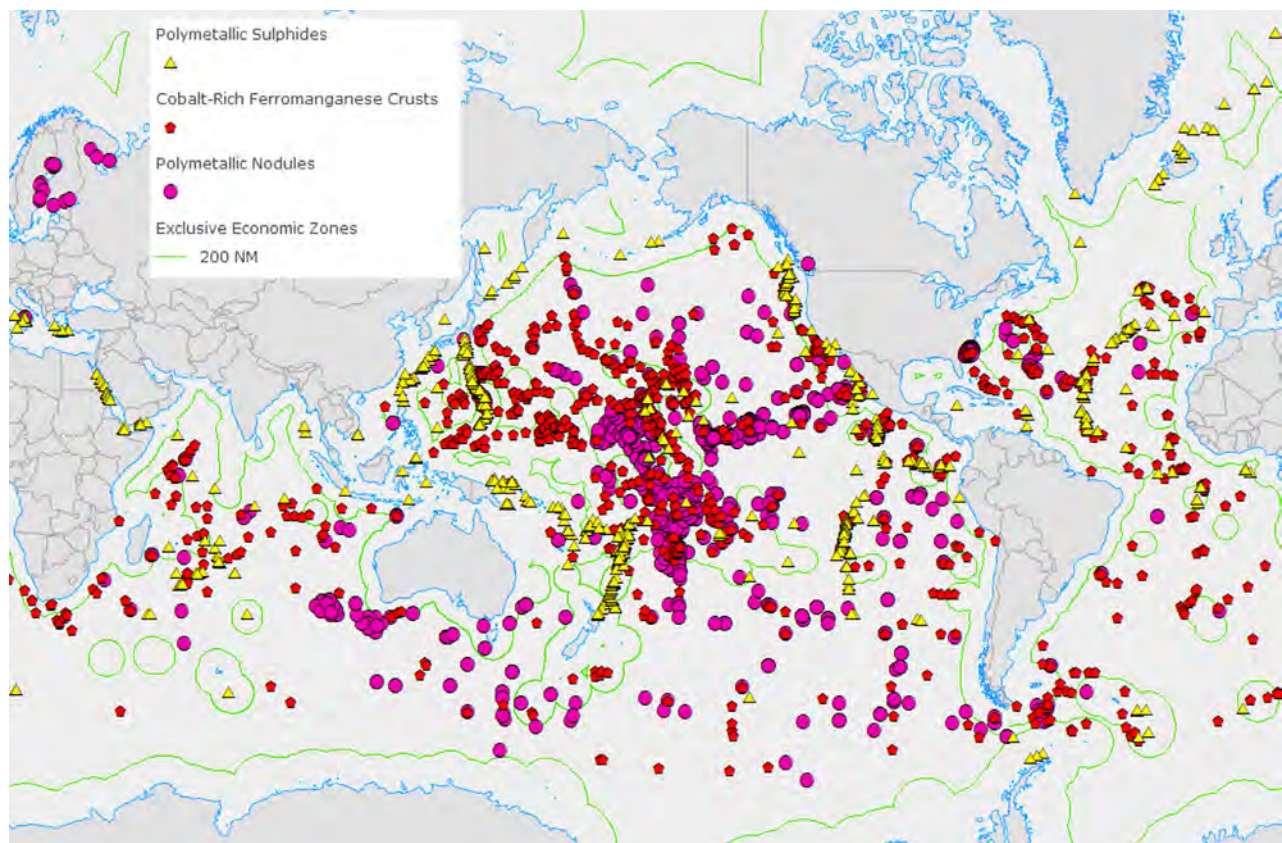 Polymetallic Sulphides
Cobalt-Rich Ferromanganese Crusts
Polymetallic Nodules
Exclusive Economic Zones
200 NM